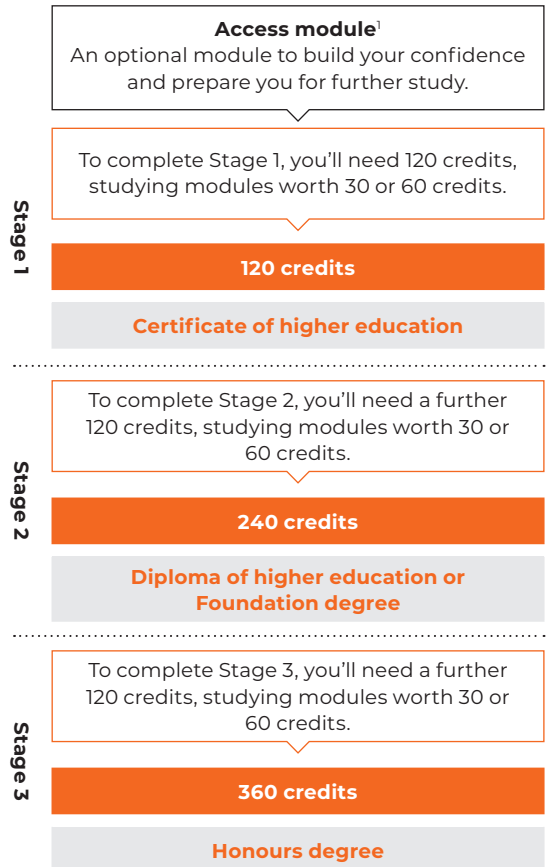 Access module¹
An optional module to build your confidence
and prepare you for further study.
Stage 1
To complete Stage 1, you'll need 120 credits,
studying modules worth 30 or 60 credits.
120 credits
Certificate of higher education
Stage 2
To complete Stage 2, you'll need a further
120 credits, studying modules worth 30 or
60 credits.
240 credits
Diploma of higher education or
Foundation degree
Stage 3
To complete Stage 3, you'll need a further
120 credits, studying modules worth 30 or
60 credits.
360 credits
Honours degree